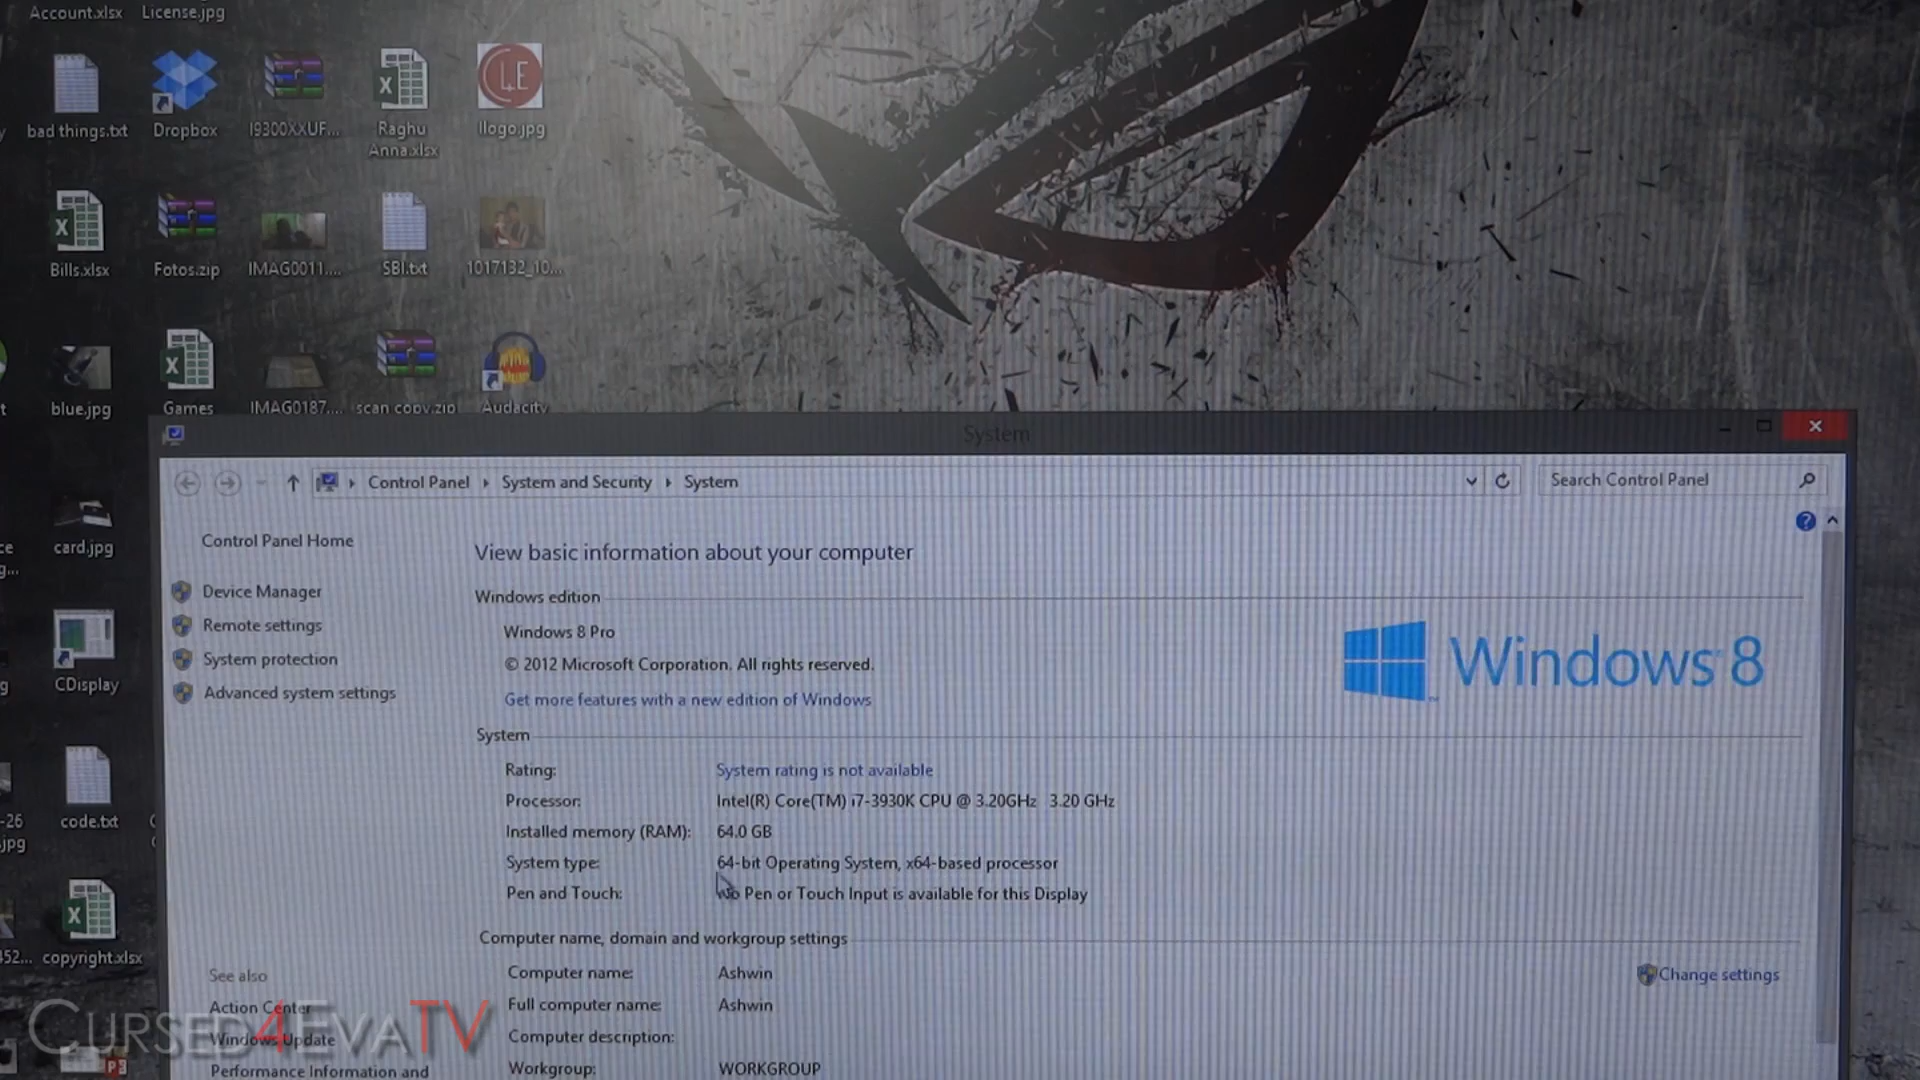 Account.xlsx
License.jpg
bad things.txt
Dropbox
I9300XXUF...
Raghu
Anna.xlsx
llogo.jpg
Bills.xlsx
Fotos.zip
IMAG0011....
SBI.txt
1017132_10...
blue.jpg
Games
IMAG0187....
scan copy.zip
Audacity
card.jpg
CDisplay
code.txt
copyright.xlsx
System
Control Panel
System and Security
System
Search Control Panel
Control Panel Home
Device Manager
Remote settings
System protection
Advanced system settings
View basic information about your computer
Windows edition
Windows 8 Pro
© 2012 Microsoft Corporation. All rights reserved.
Get more features with a new edition of Windows
Windows 8
System
Rating: System rating is not available
Processor: Intel(R) Core(TM) i7-3930K CPU @ 3.20GHz 3.20 GHz
Installed memory (RAM): 64.0 GB
System type: 64-bit Operating System, x64-based processor
Pen and Touch: No Pen or Touch Input is available for this Display
Computer name, domain and workgroup settings
Computer name: Ashwin
Change settings
Full computer name: Ashwin
Computer description:
Workgroup: WORKGROUP
See also
Action Center
Windows Update
Performance Information and
CURSED4EVATV